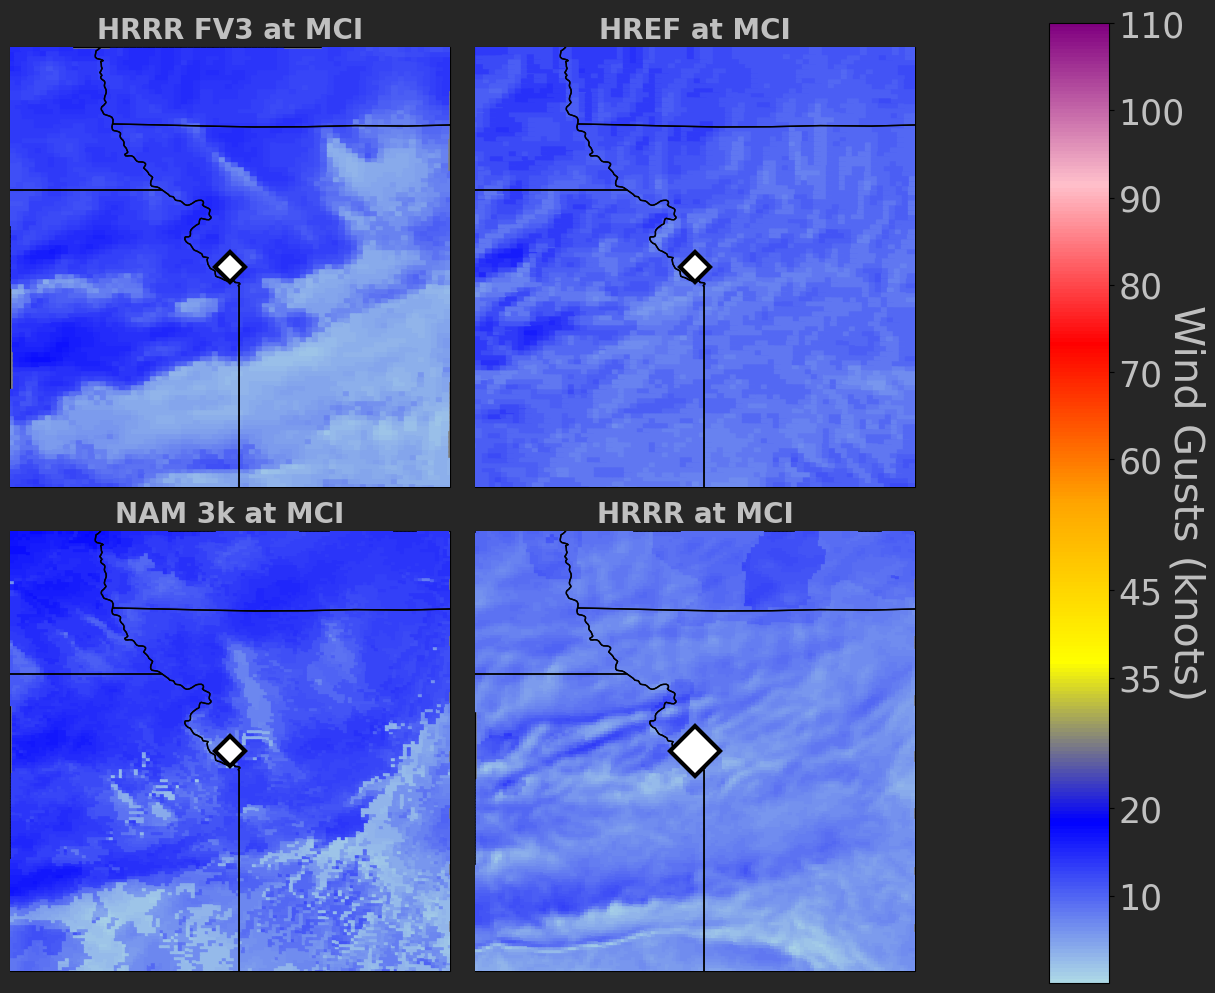 HRRR FV3 at MCI
HREF at MCI
NAM 3k at MCI
HRRR at MCI
110
100
90
80
70
60
45
35
20
10
Wind Gusts (knots)